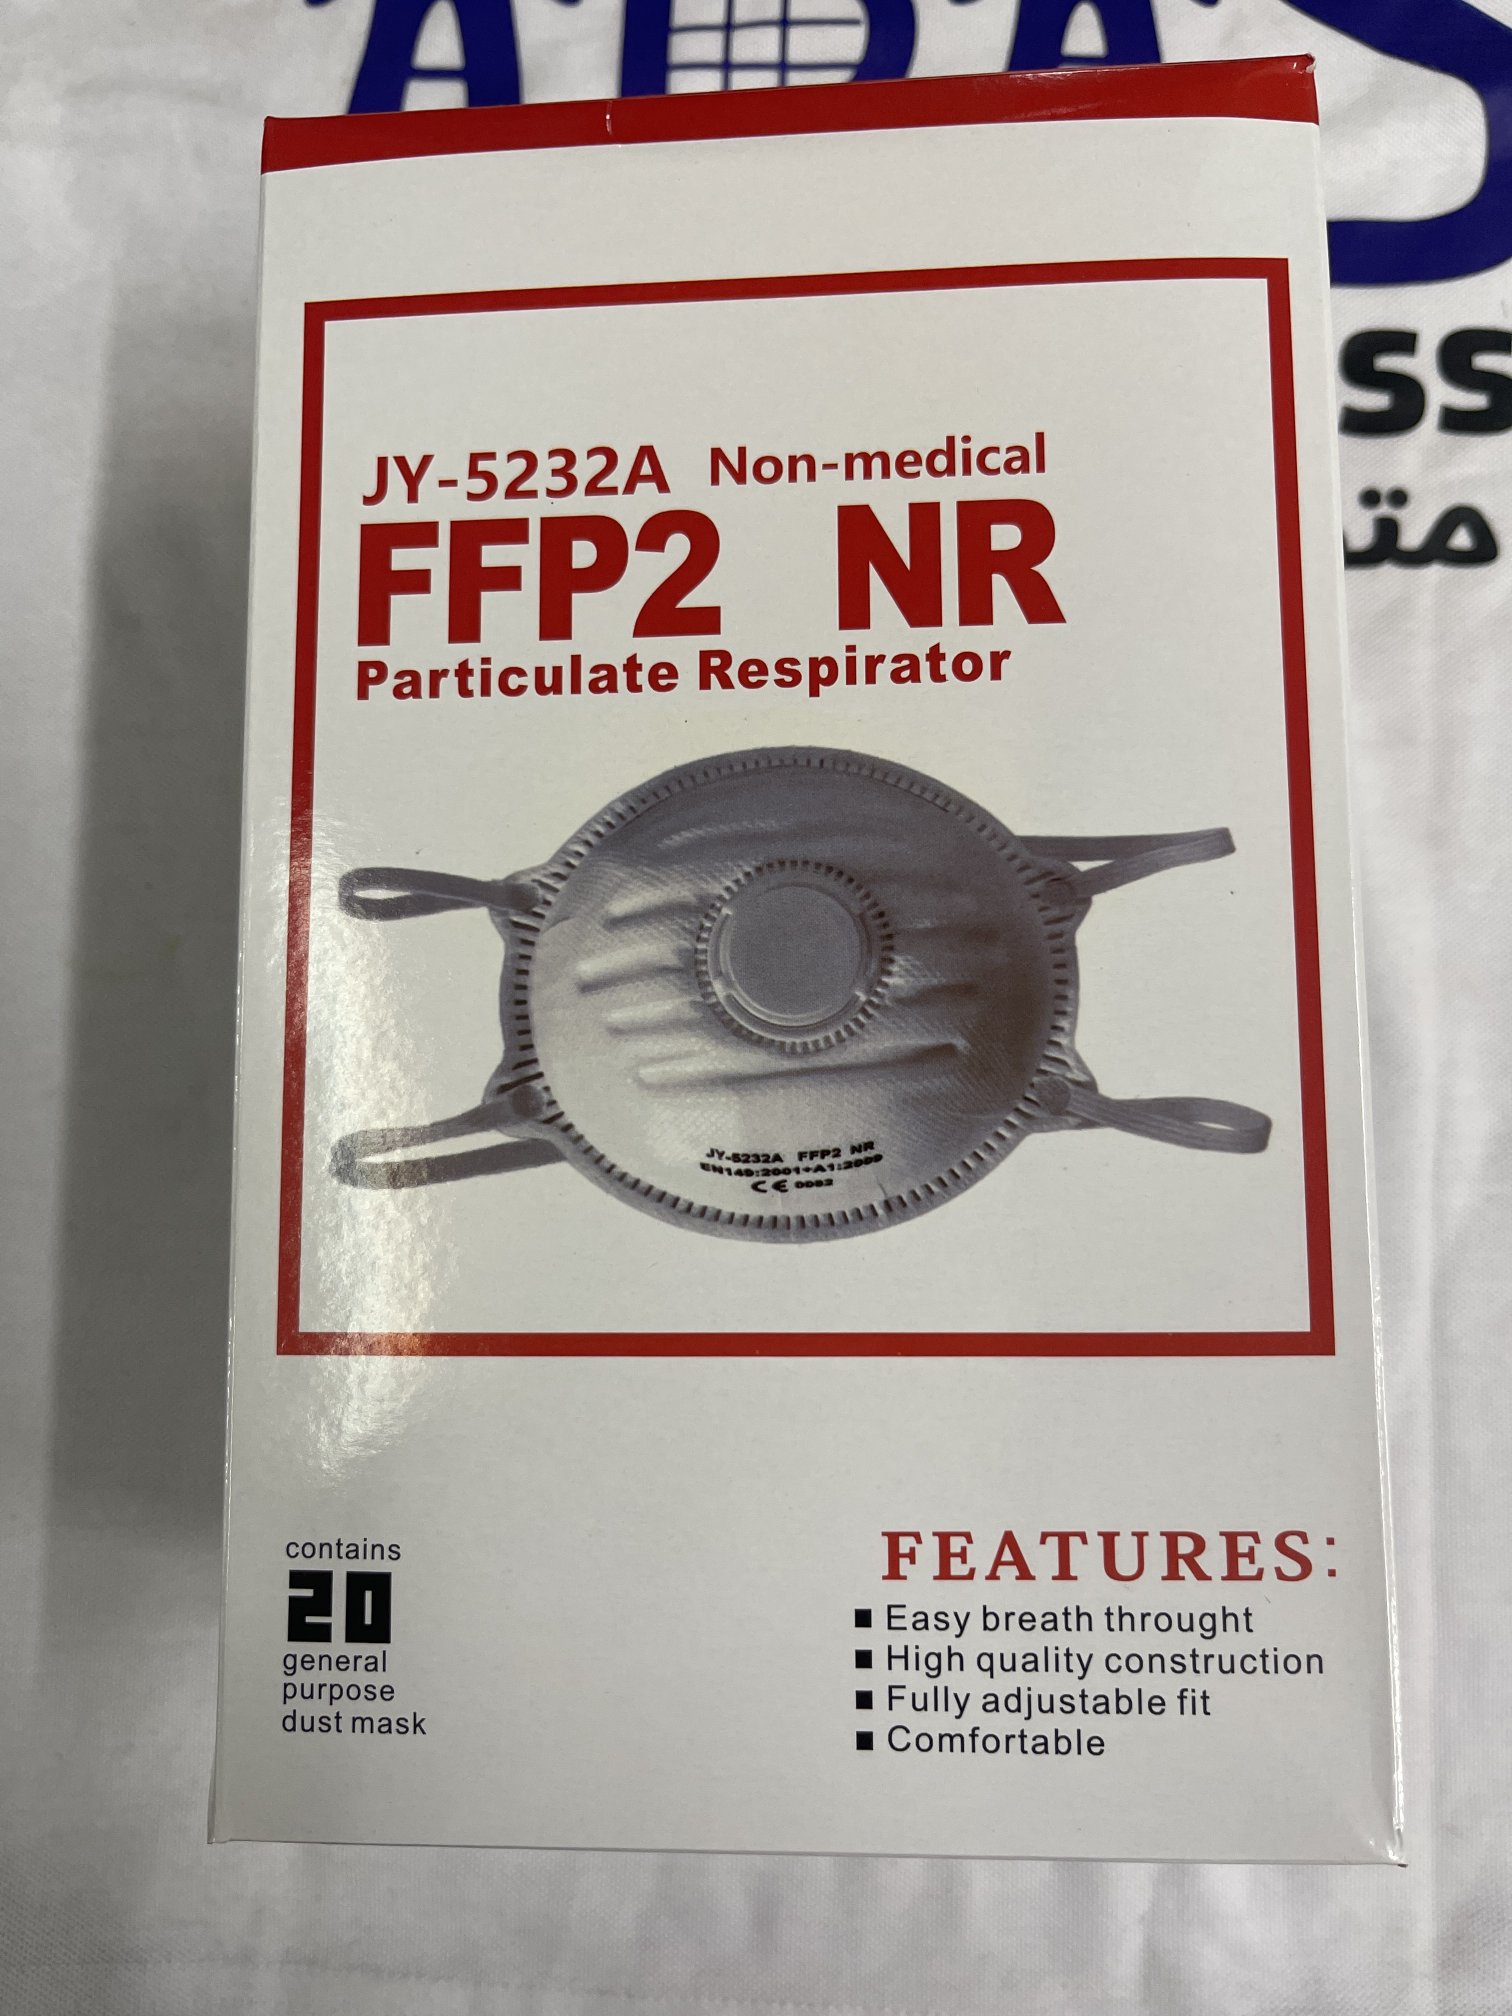 JY-5232A Non-medical
FFP2 NR
Particulate Respirator
JY-5232A FFP2 NR
EN149:2001+A1:2009
CE
contains
20
general
purpose
dust mask
FEATURES:
■ Easy breath throught
■ High quality construction
■ Fully adjustable fit
■ Comfortable